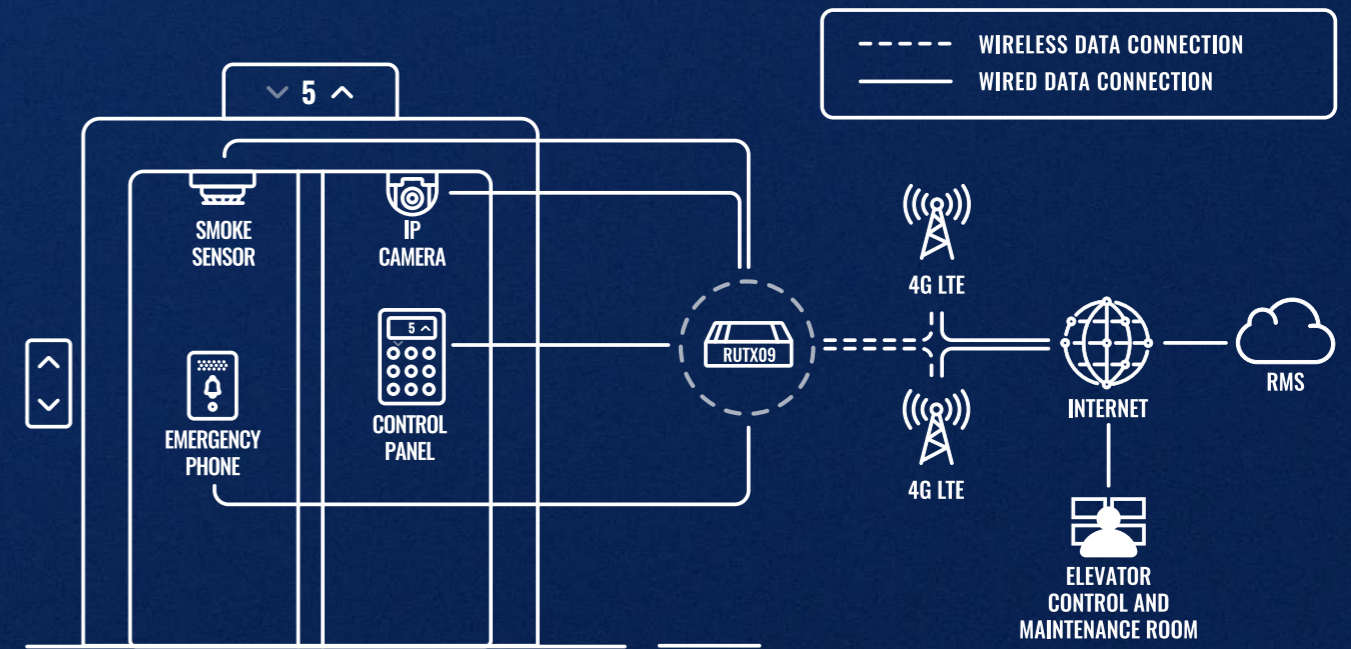 WIRELESS DATA CONNECTION
WIRED DATA CONNECTION
5
SMOKE
SENSOR
IP
CAMERA
5
EMERGENCY
PHONE
CONTROL
PANEL
RUTX09
4G LTE
4G LTE
INTERNET
RMS
ELEVATOR
CONTROL AND
MAINTENANCE ROOM